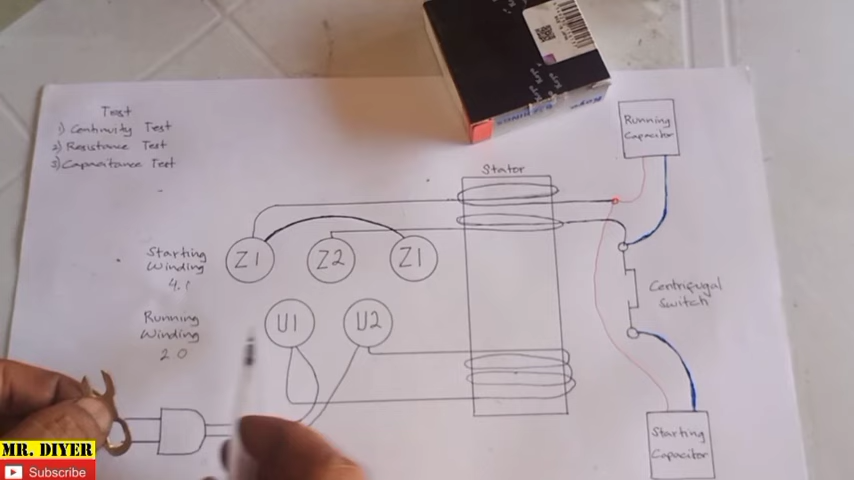 Test
1) Continuity Test
2) Resistance Test
3) Capacitance Test
Running
Capacitor
Stator
Starting
Winding
4.1
Z1
Z2
Z1
Centrifugal
Switch
Running
Winding
2 0
U1
U2
Starting
Capacitor
MR. DIYER
Subscribe